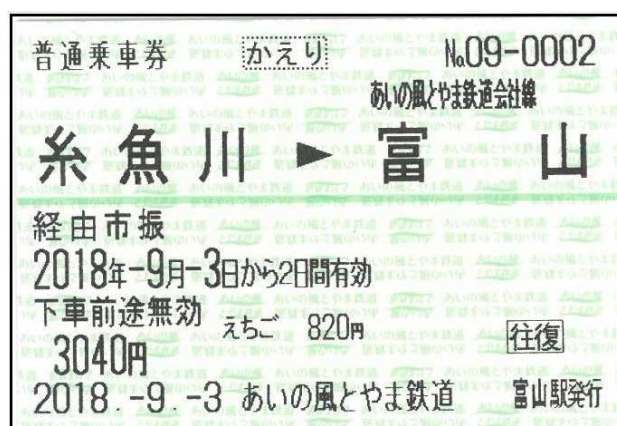 普通乗車券 かえり №09-0002
あいの風とやま鉄道会社線
糸魚川 ▶ 富山
経由市振
2018年-9月-3日から2日間有効
下車前途無効 えちご 820円
3040円 往復
2018.-9.-3 あいの風とやま鉄道 富山駅発行